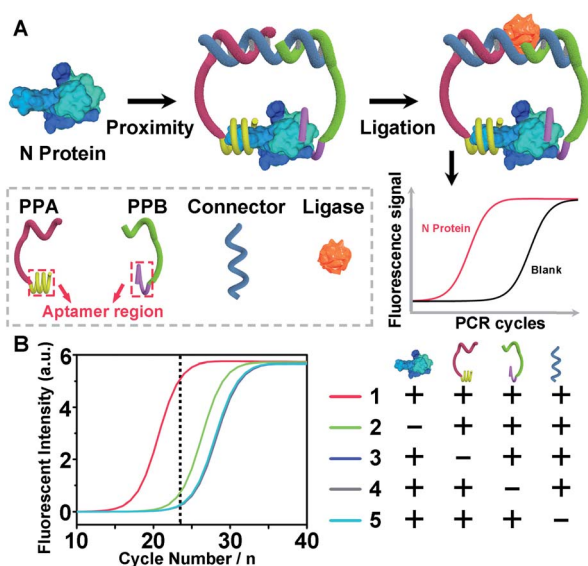 A
N Protein
Proximity
Ligation
PPA
PPB
Connector
Ligase
Aptamer region
Fluorescence signal
N Protein
Blank
PCR cycles
B
Fluorescent Intensity (a.u.)
6
4
2
0
10 20 30 40
Cycle Number / n
1 + + + +
2 − + + +
3 + − + +
4 + + − +
5 + + + −